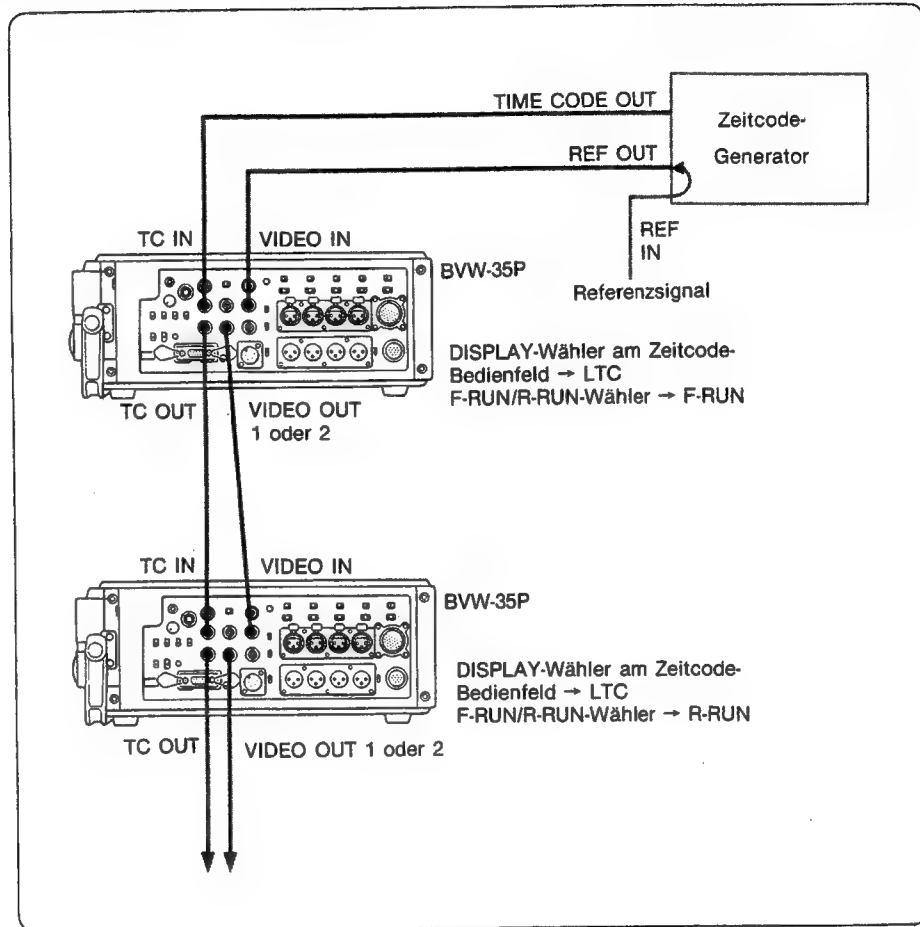 TIME CODE OUT
Zeitcode-
Generator
REF OUT
REF
IN
Referenzsignal
TC IN
VIDEO IN
BVW-35P
DISPLAY-Wähler am Zeitcode-
Bedienfeld → LTC
F-RUN/R-RUN-Wähler → F-RUN
TC OUT
VIDEO OUT
1 oder 2
TC IN
VIDEO IN
BVW-35P
DISPLAY-Wähler am Zeitcode-
Bedienfeld → LTC
F-RUN/R-RUN-Wähler → R-RUN
TC OUT
VIDEO OUT 1 oder 2